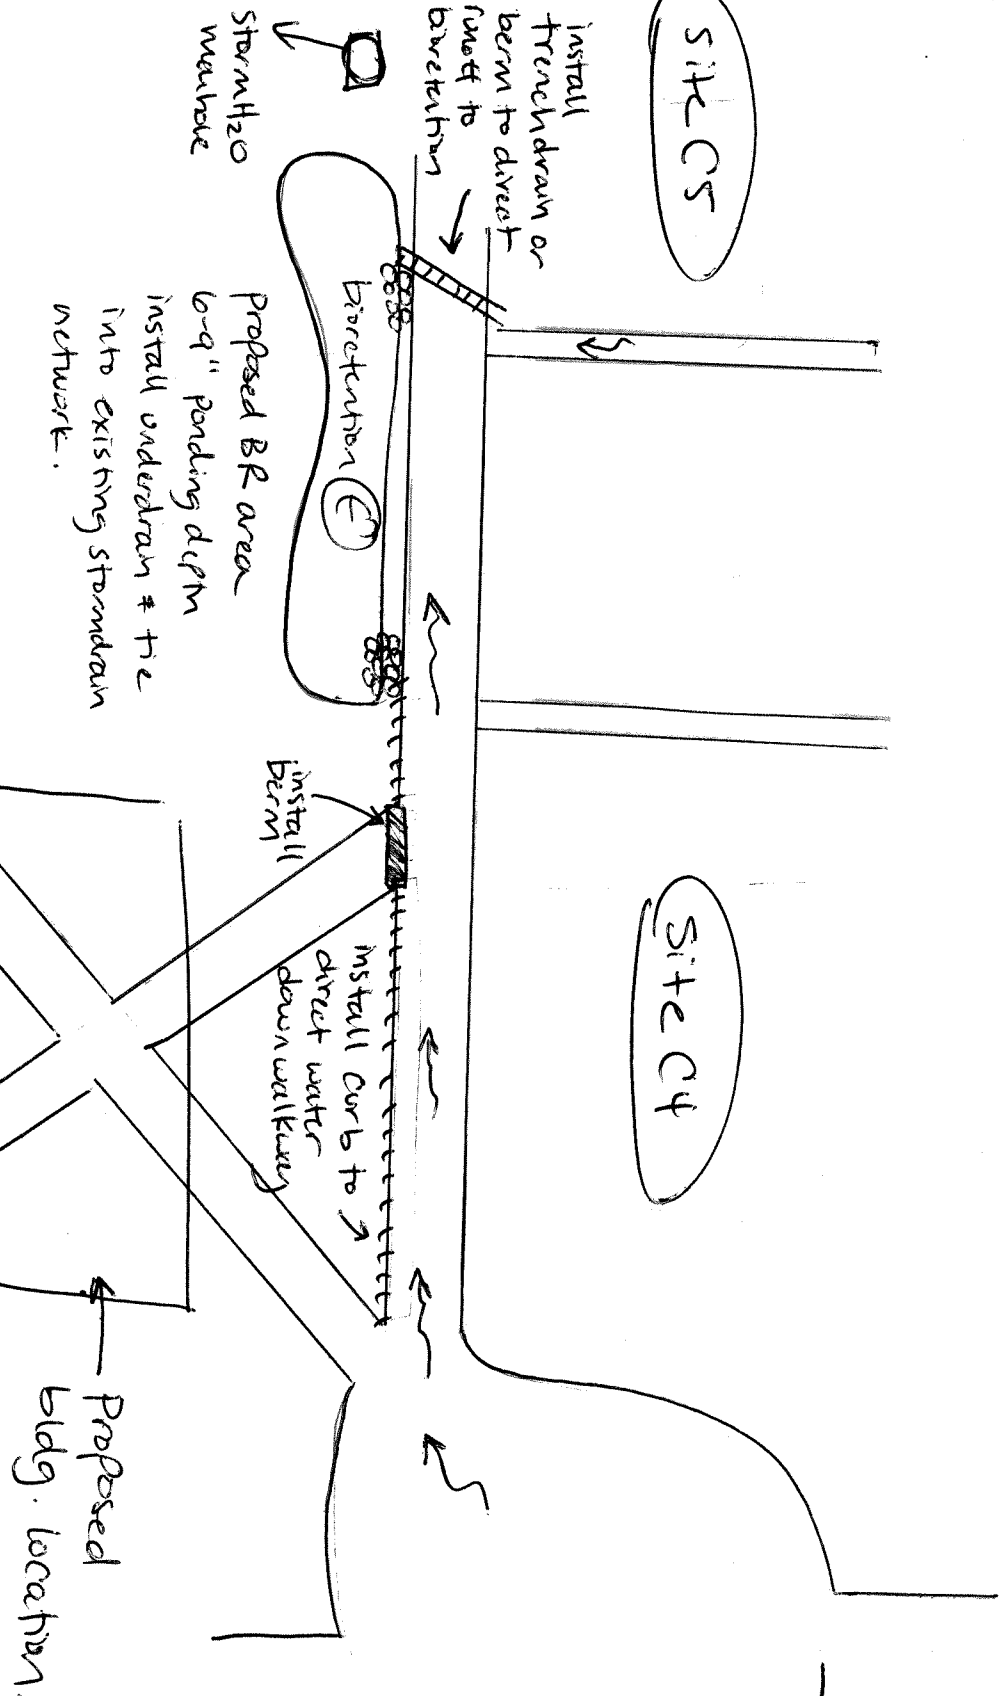 Site C5
Site C4
install
trenchdrain or
berm to direct
runoff to
bioretention
StormH2O
manhole
bioretention
E
Proposed BR area
6-9" ponding depth
install underdrain & tie
into existing stormdrain
network.
install
berm
install curb to
direct water
down walkway
Proposed
bldg. location.